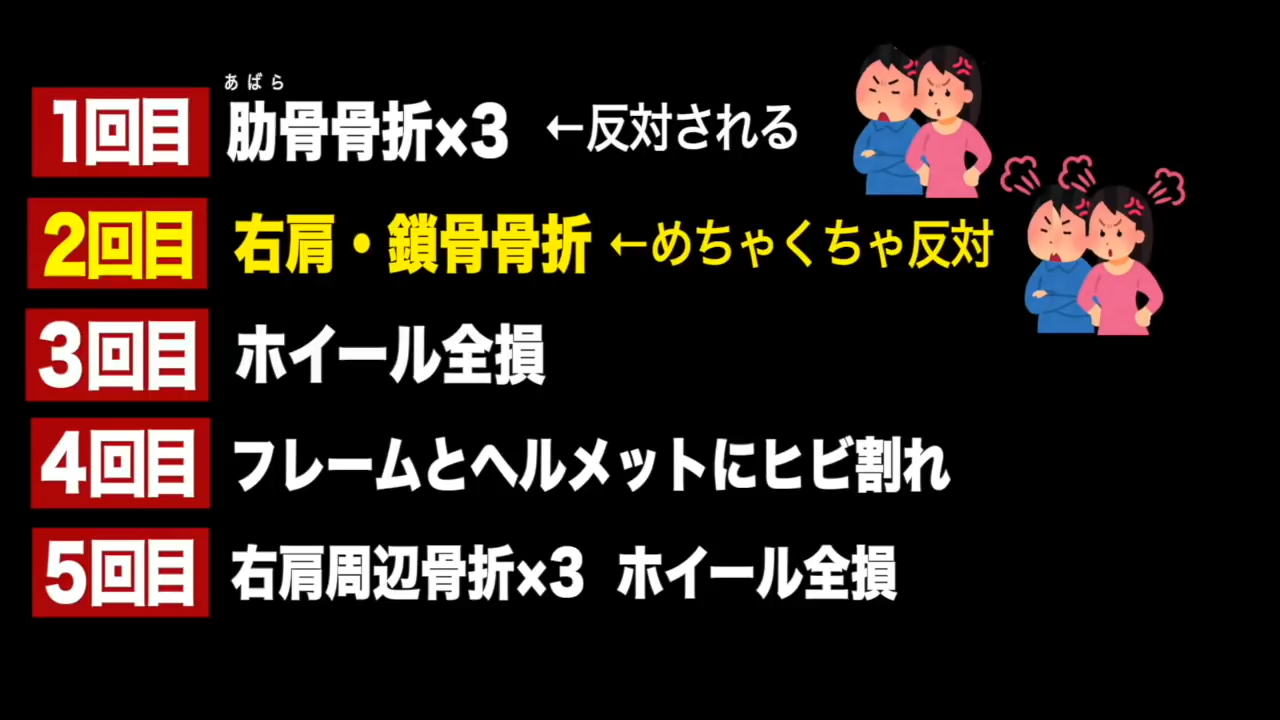 あばら
1回目 肋骨骨折×3 ←反対される
2回目 右肩・鎖骨骨折 ←めちゃくちゃ反対
3回目 ホイール全損
4回目 フレームとヘルメットにヒビ割れ
5回目 右肩周辺骨折×3 ホイール全損